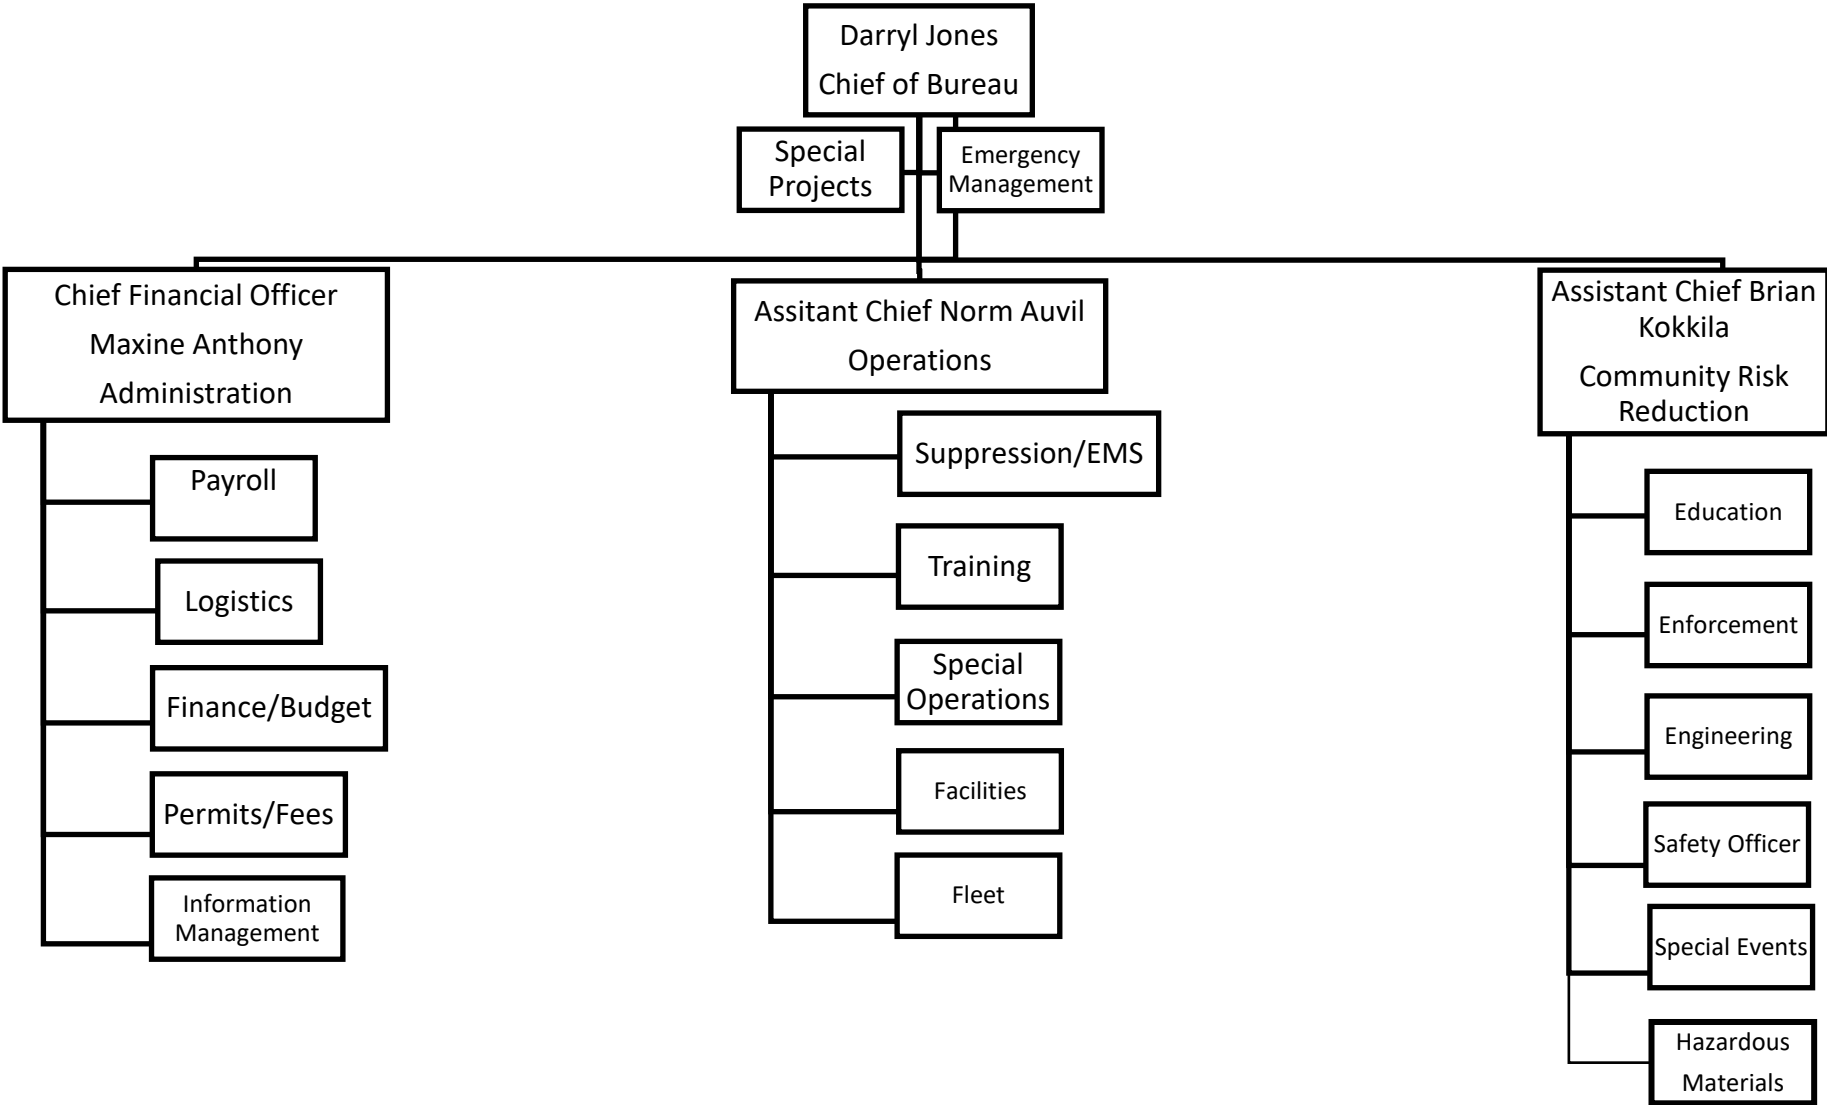 Darryl Jones
Chief of Bureau
Special
Projects
Emergency
Management
Chief Financial Officer
Maxine Anthony
Administration
Payroll
Logistics
Finance/Budget
Permits/Fees
Information
Management
Assitant Chief Norm Auvil
Operations
Suppression/EMS
Training
Special
Operations
Facilities
Fleet
Assistant Chief Brian
Kokkila
Community Risk
Reduction
Education
Enforcement
Engineering
Safety Officer
Special Events
Hazardous
Materials